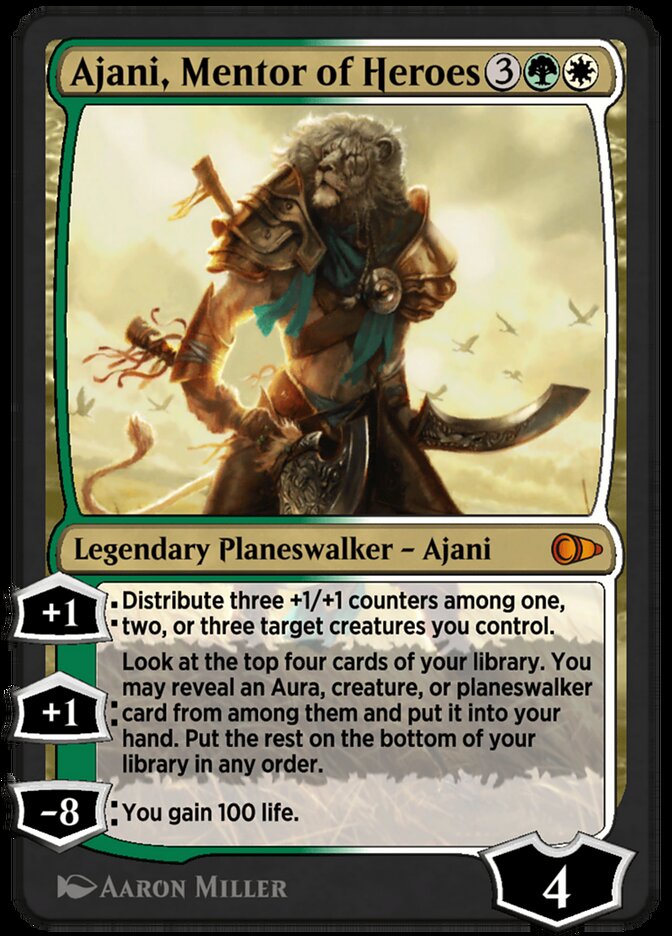 Ajani, Mentor of Heroes 3
Legendary Planeswalker – Ajani
+1 : Distribute three +1/+1 counters among one,
two, or three target creatures you control.
+1 : Look at the top four cards of your library. You
may reveal an Aura, creature, or planeswalker
card from among them and put it into your
hand. Put the rest on the bottom of your
library in any order.
-8 : You gain 100 life.
Aaron Miller
4